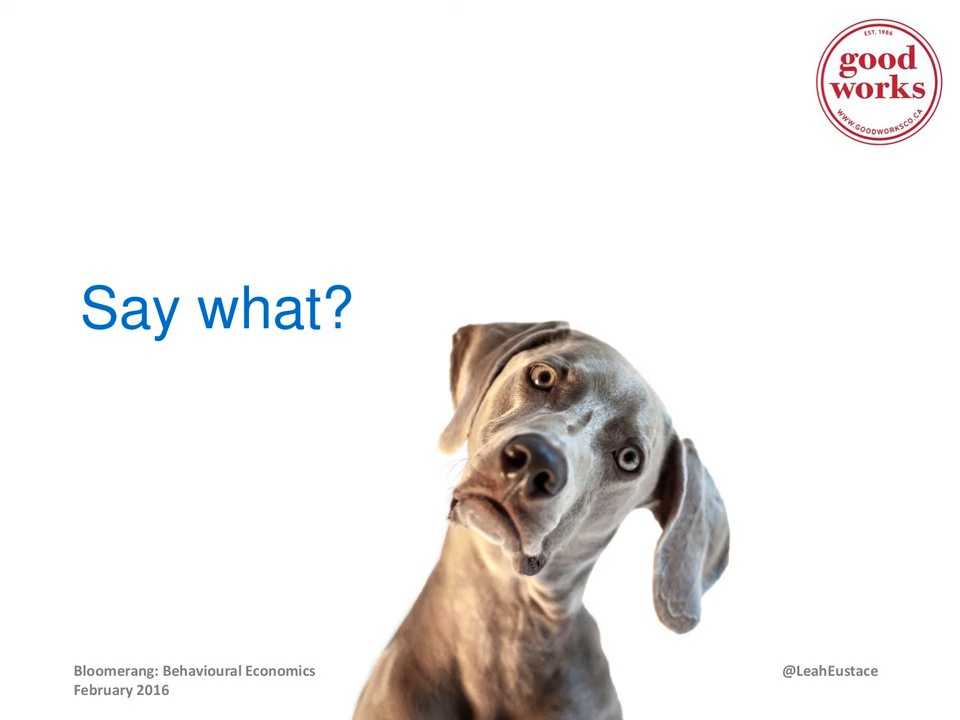 EST. 1986
good
works
WWW.GOODWORKSCO.CA
Say what?
Bloomerang: Behavioural Economics
February 2016
@LeahEustace